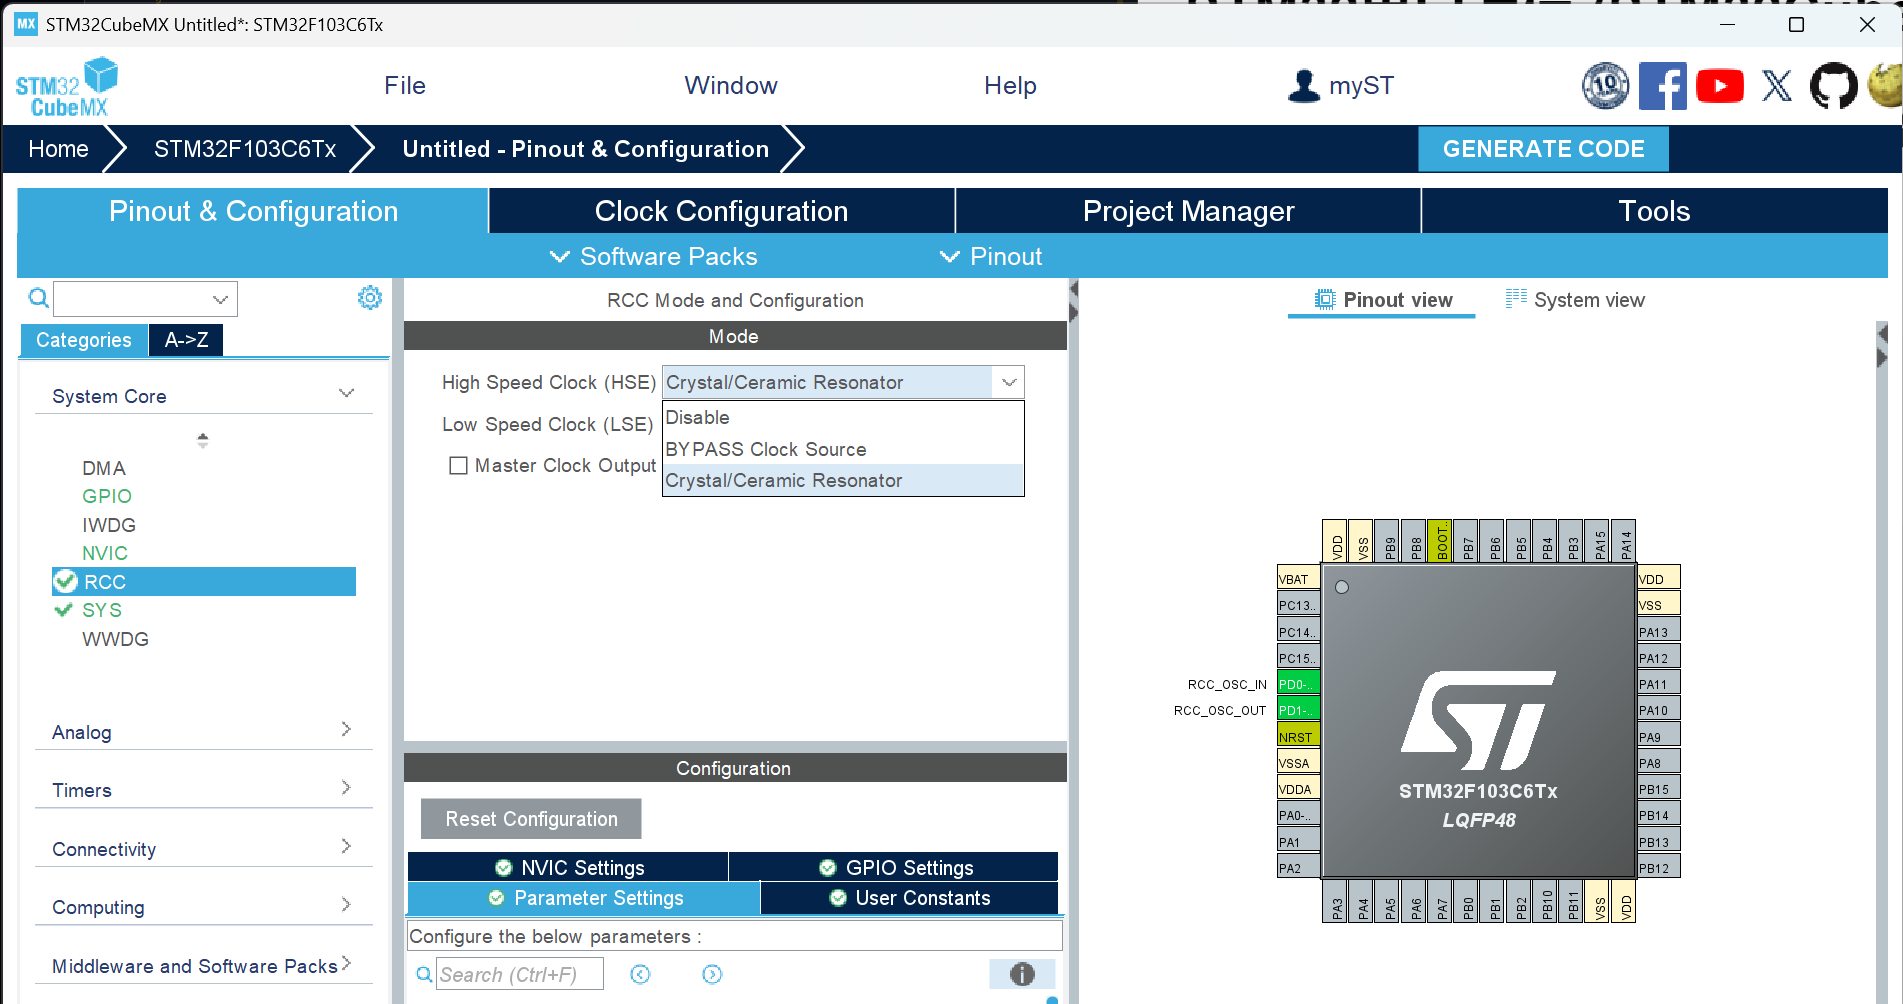 MX STM32CubeMX Untitled*: STM32F103C6Tx
STM32
CubeMX
File
Window
Help
myST
10
Home
STM32F103C6Tx
Untitled - Pinout & Configuration
GENERATE CODE
Pinout & Configuration
Clock Configuration
Project Manager
Tools
Software Packs
Pinout
Categories
A->Z
System Core
DMA
GPIO
IWDG
NVIC
RCC
SYS
WWDG
Analog
Timers
Connectivity
Computing
Middleware and Software Packs
RCC Mode and Configuration
Mode
High Speed Clock (HSE) Crystal/Ceramic Resonator
Disable
Low Speed Clock (LSE)
BYPASS Clock Source
Master Clock Output
Crystal/Ceramic Resonator
Configuration
Reset Configuration
NVIC Settings
GPIO Settings
Parameter Settings
User Constants
Configure the below parameters :
Search (Ctrl+F)
Pinout view
System view
VDD
VSS
PB9
PB8
BOOT..
PB7
PB6
PB5
PB4
PB3
PA15
PA14
VBAT
PC13..
PC14..
PC15..
RCC_OSC_IN PD0-..
RCC_OSC_OUT PD1-..
NRST
VSSA
VDDA
PA0-..
PA1
PA2
VDD
VSS
PA13
PA12
PA11
PA10
PA9
PA8
PB15
PB14
PB13
PB12
STM32F103C6Tx
LQFP48
PA3
PA4
PA5
PA6
PA7
PB0
PB1
PB2
PB10
PB11
VSS
VDD